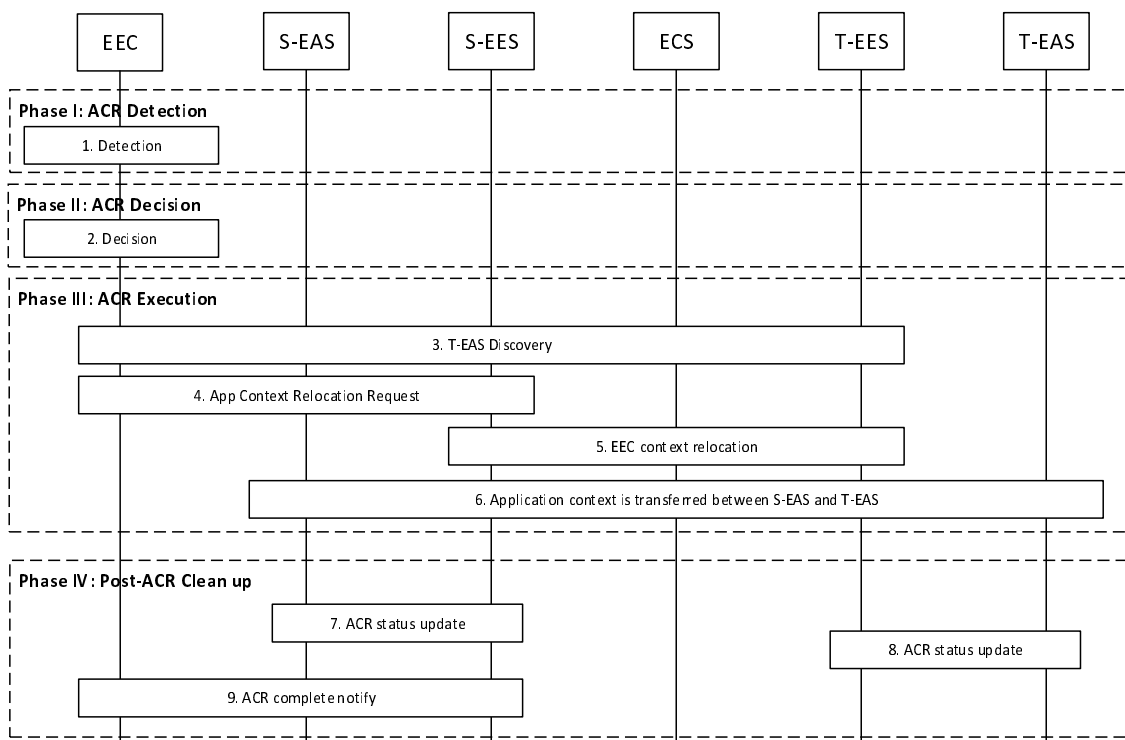 EEC
S-EAS
S-EES
ECS
T-EES
T-EAS
Phase I: ACR Detection
1. Detection
Phase II: ACR Decision
2. Decision
Phase III: ACR Execution
3. T-EAS Discovery
4. App Context Relocation Request
5. EEC context relocation
6. Application context is transferred between S-EAS and T-EAS
Phase IV: Post-ACR Clean up
7. ACR status update
8. ACR status update
9. ACR complete notify